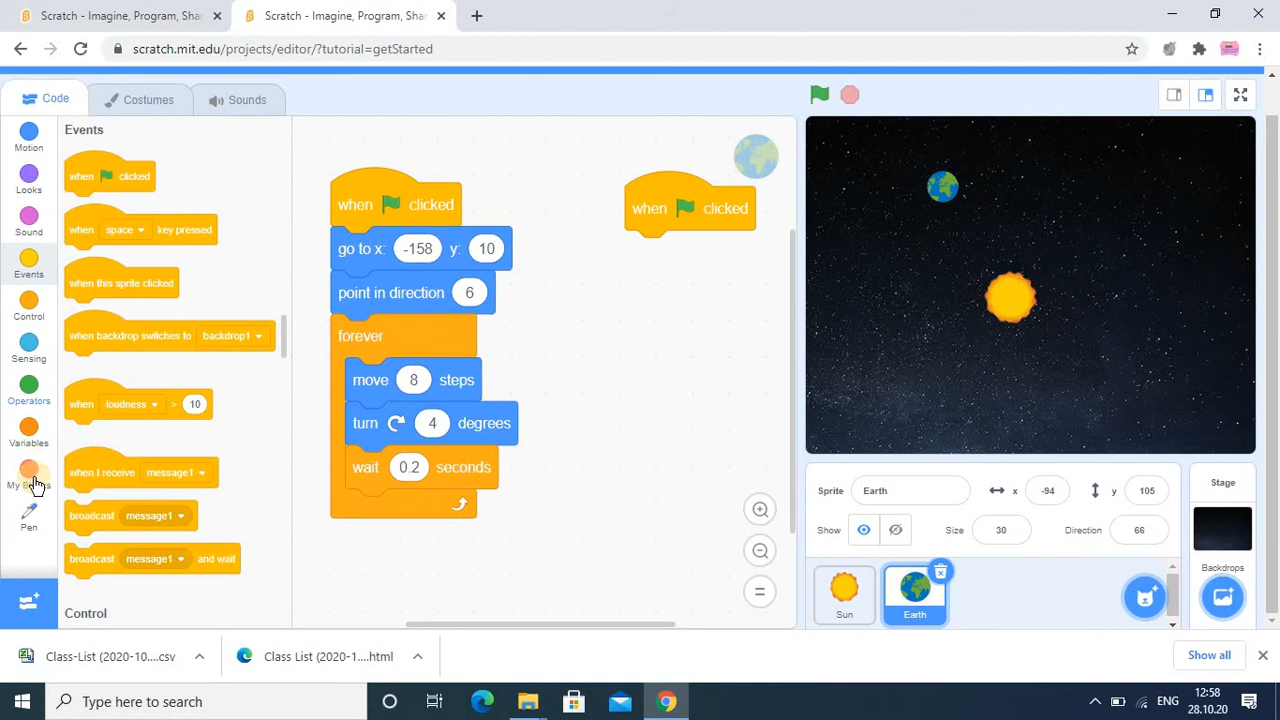 Scratch - Imagine, Program, Shar
Scratch - Imagine, Program, Shar
scratch.mit.edu/projects/editor/?tutorial=getStarted
Code
Costumes
Sounds
Motion
Looks
Sound
Events
Control
Sensing
Operators
Variables
Pen
Events
when clicked
when space key pressed
when this sprite clicked
when backdrop switches to backdrop1
when loudness > 10
when I receive message1
broadcast message1
broadcast message1 and wait
Control
when clicked
go to x: -158 y: 10
point in direction 6
forever
move 8 steps
turn 4 degrees
wait 0.2 seconds
when clicked
Sprite Earth x -94 y 105
Show Size 30 Direction 66
Sun
Earth
Stage
Backdrops
Class-List (2020-10....csv
Class List (2020-1....html
Show all
Type here to search
ENG
12:58
28.10.20